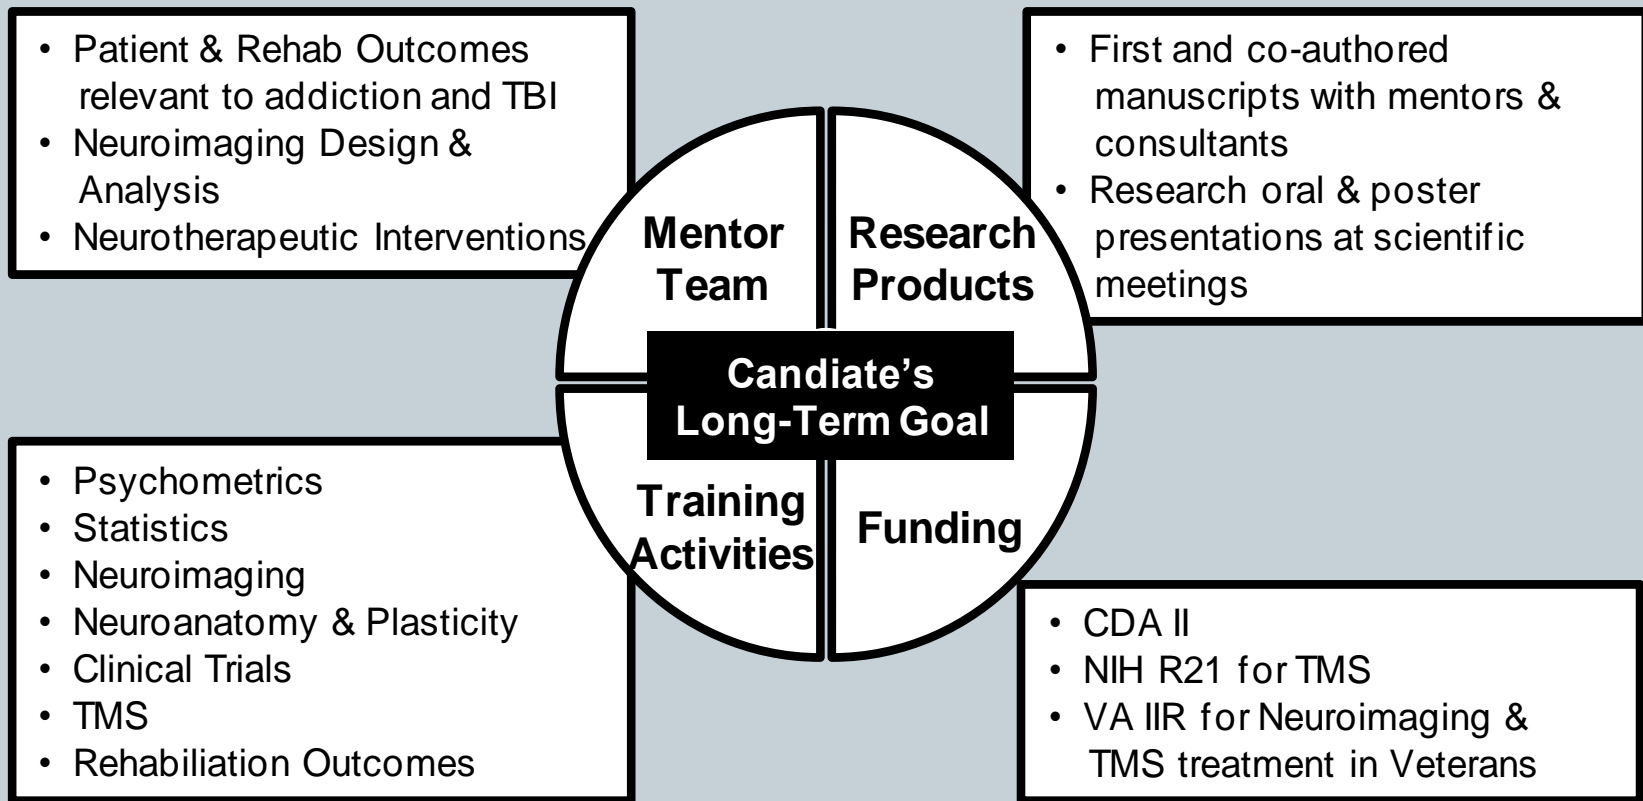 • Patient & Rehab Outcomes
relevant to addiction and TBI
• Neuroimaging Design &
Analysis
• Neurotherapeutic Interventions
• First and co-authored
manuscripts with mentors &
consultants
• Research oral & poster
presentations at scientific
meetings
Mentor
Team
Research
Products
Candiate's
Long-Term Goal
Training
Activities
Funding
• Psychometrics
• Statistics
• Neuroimaging
• Neuroanatomy & Plasticity
• Clinical Trials
• TMS
• Rehabiliation Outcomes
• CDA II
• NIH R21 for TMS
• VA IIR for Neuroimaging &
TMS treatment in Veterans